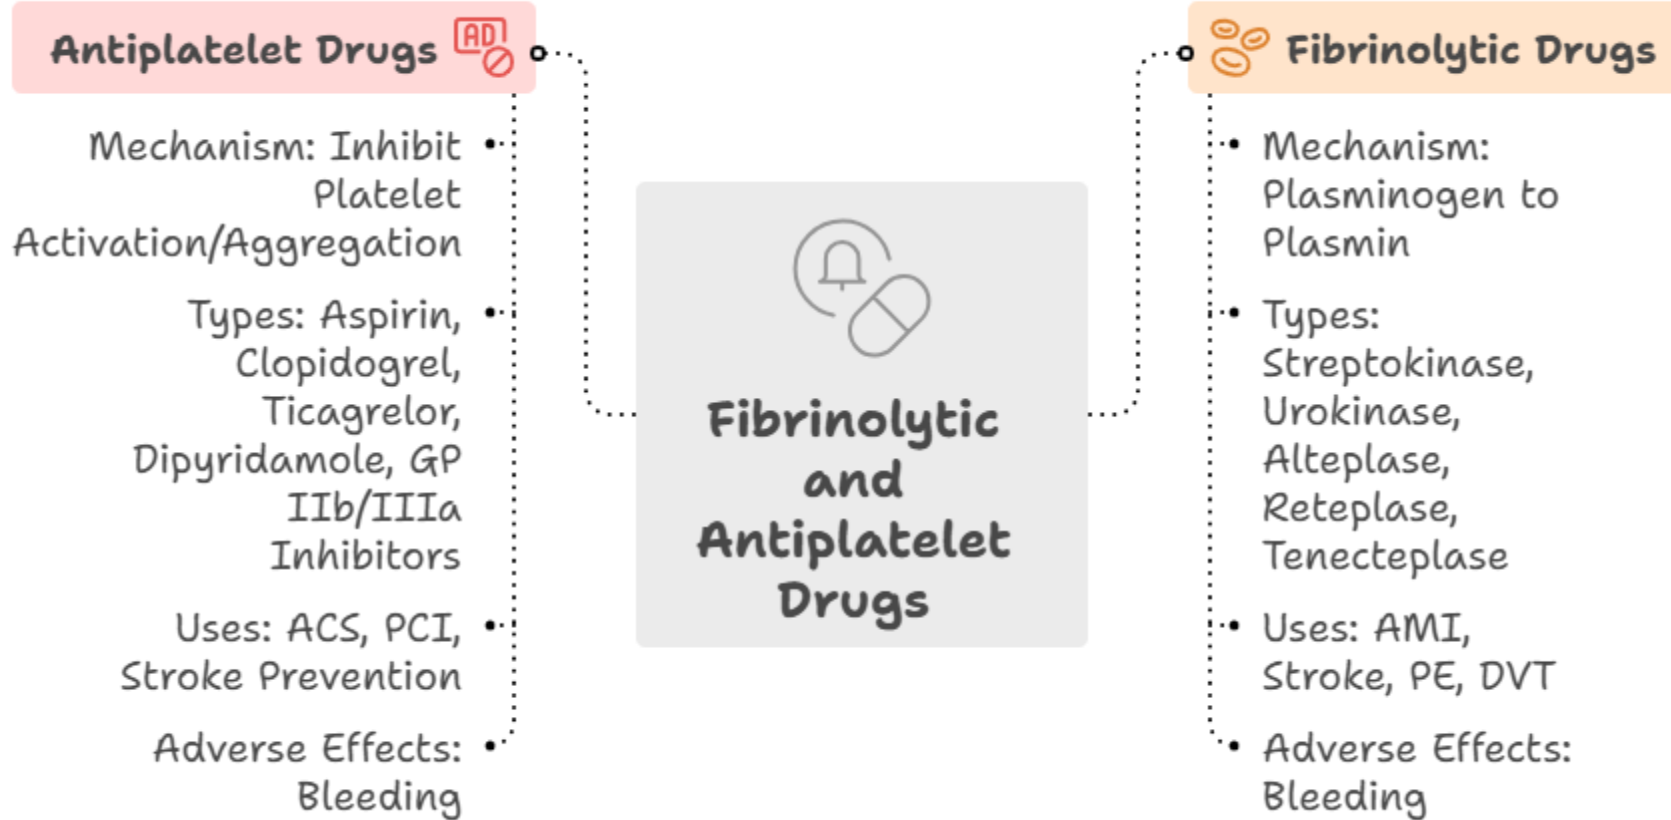 Antiplatelet Drugs
AD
Mechanism: Inhibit
Platelet
Activation/Aggregation
Types: Aspirin,
Clopidogrel,
Ticagrelor,
Dipyridamole, GP
IIb/IIIa
Inhibitors
Uses: ACS, PCI,
Stroke Prevention
Adverse Effects:
Bleeding
Fibrinolytic
and
Antiplatelet
Drugs
Fibrinolytic Drugs
Mechanism:
Plasminogen to
Plasmin
Types:
Streptokinase,
Urokinase,
Alteplase,
Reteplase,
Tenecteplase
Uses: AMI,
Stroke, PE, DVT
Adverse Effects:
Bleeding